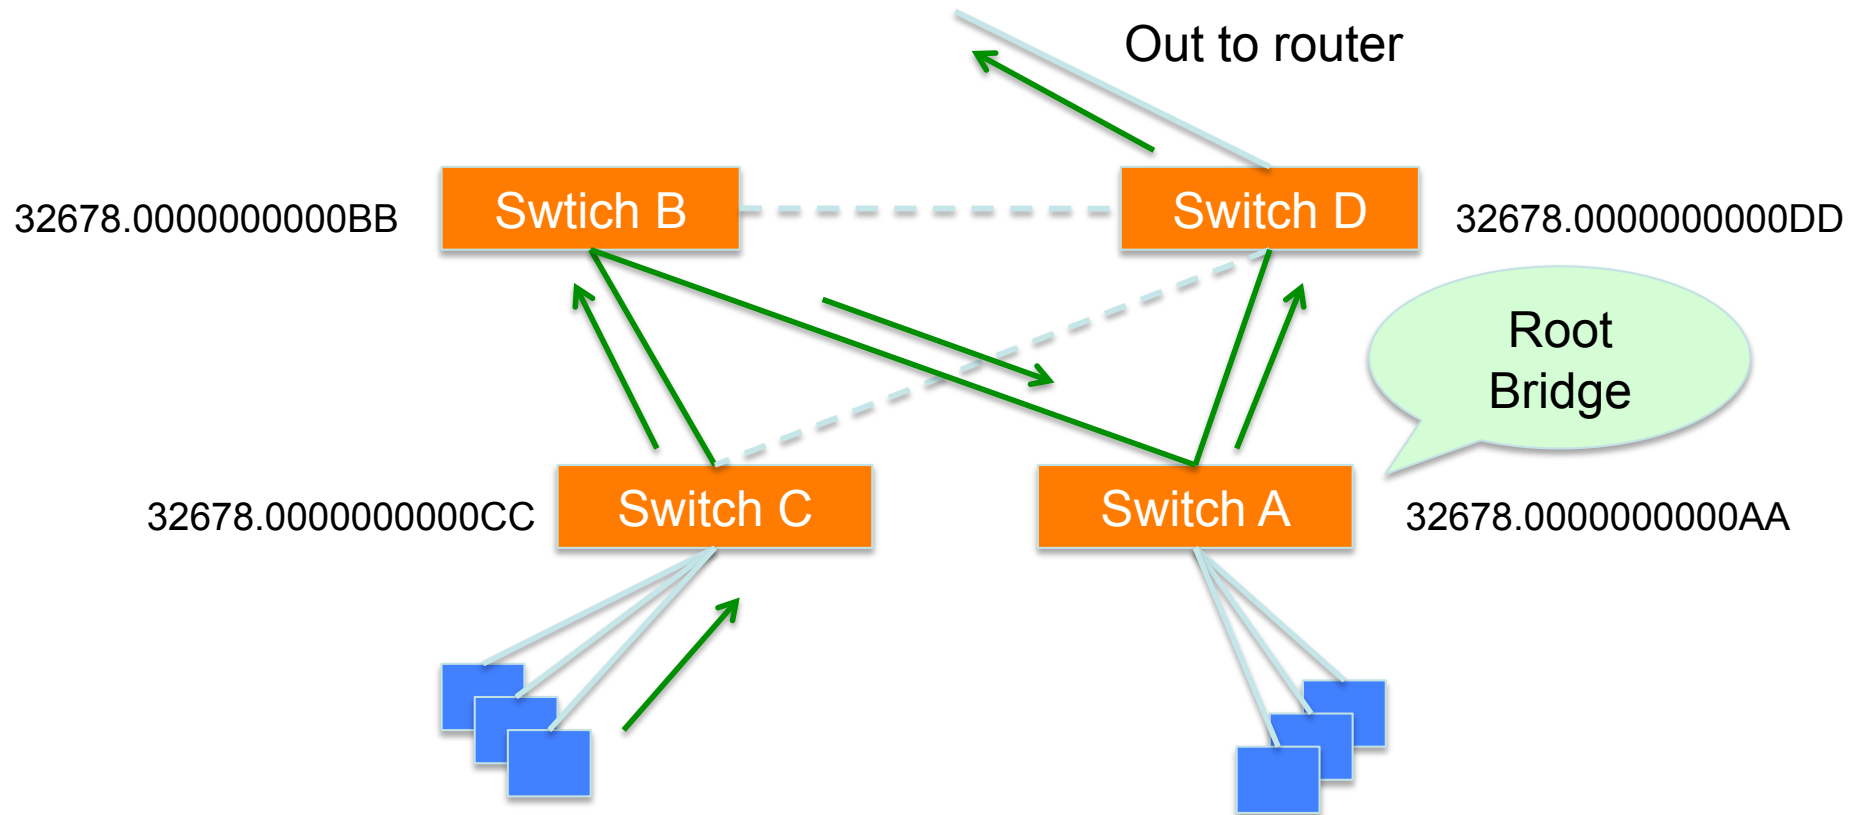 Out to router
Swtich B
Switch D
32678.0000000000BB
32678.0000000000DD
Root
Bridge
Switch C
Switch A
32678.0000000000CC
32678.0000000000AA